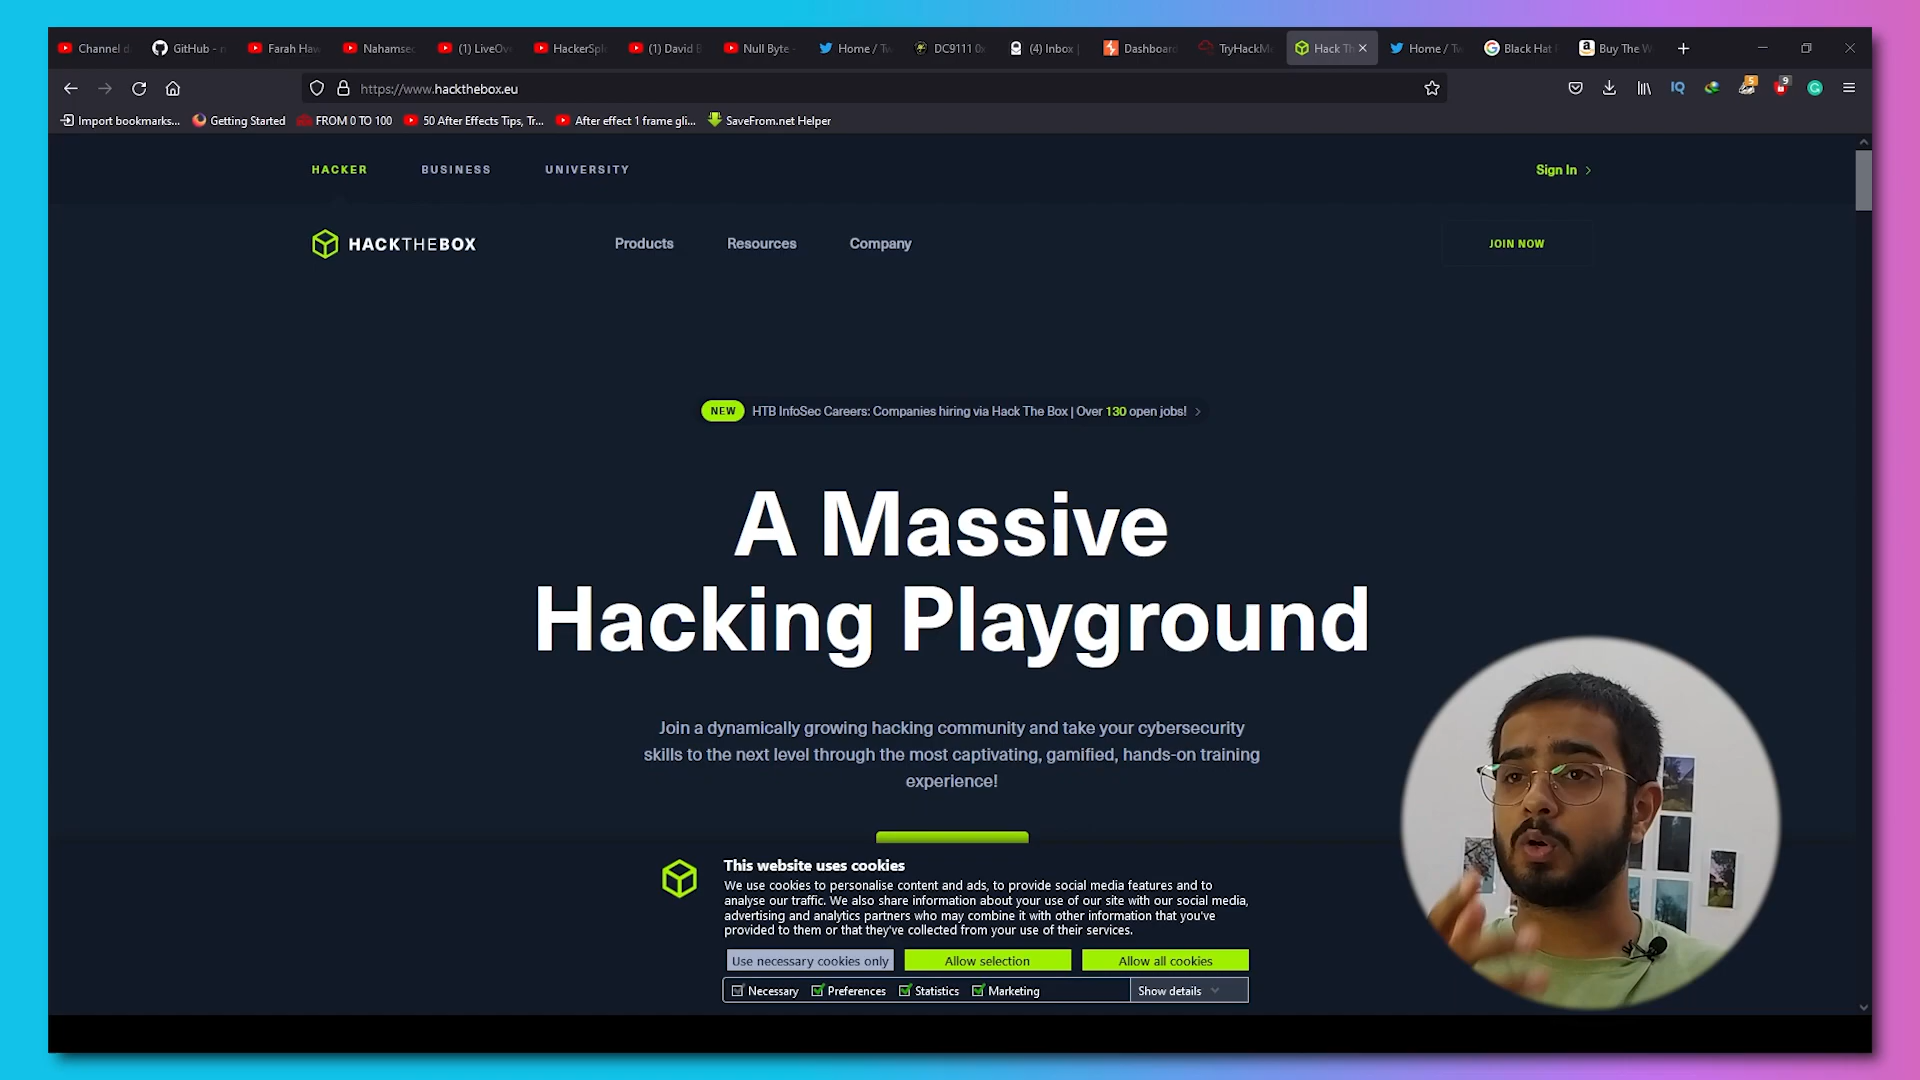 Channel d
GitHub - n
Farah Haw
Nahamsec
(1) LiveOv
HackerSpl
(1) David B
Null Byte -
Home / Tw
DC9111 0x
(4) Inbox |
Dashboard
TryHackM
Hack Th
Home / Tw
Black Hat P
Buy The W
https://www.hackthebox.eu
IQ
5
9
Import bookmarks...
Getting Started
FROM 0 TO 100
50 After Effects Tips, Tr...
After effect 1 frame gli...
SaveFrom.net Helper
HACKER
BUSINESS
UNIVERSITY
Sign In
HACKTHEBOX
Products
Resources
Company
JOIN NOW
NEW HTB InfoSec Careers: Companies hiring via Hack The Box | Over 130 open jobs!
A Massive
Hacking Playground
Join a dynamically growing hacking community and take your cybersecurity
skills to the next level through the most captivating, gamified, hands-on training
experience!
This website uses cookies
We use cookies to personalise content and ads, to provide social media features and to
analyse our traffic. We also share information about your use of our site with our social media,
advertising and analytics partners who may combine it with other information that you've
provided to them or that they've collected from your use of their services.
Use necessary cookies only
Allow selection
Allow all cookies
Necessary
Preferences
Statistics
Marketing
Show details